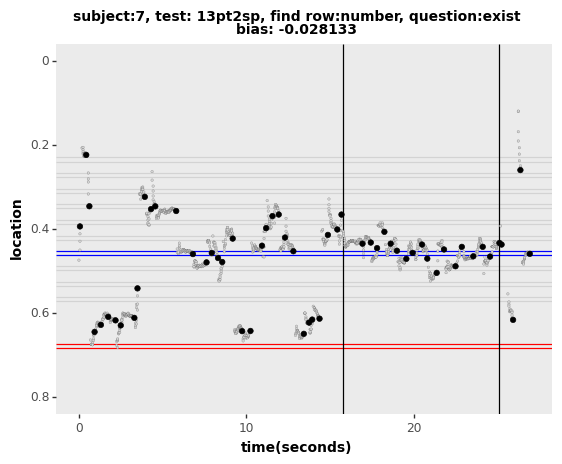 subject:7, test: 13pt2sp, find row:number, question:exist
bias: -0.028133
0
0.2
0.4
0.6
0.8
location
0
10
20
time(seconds)